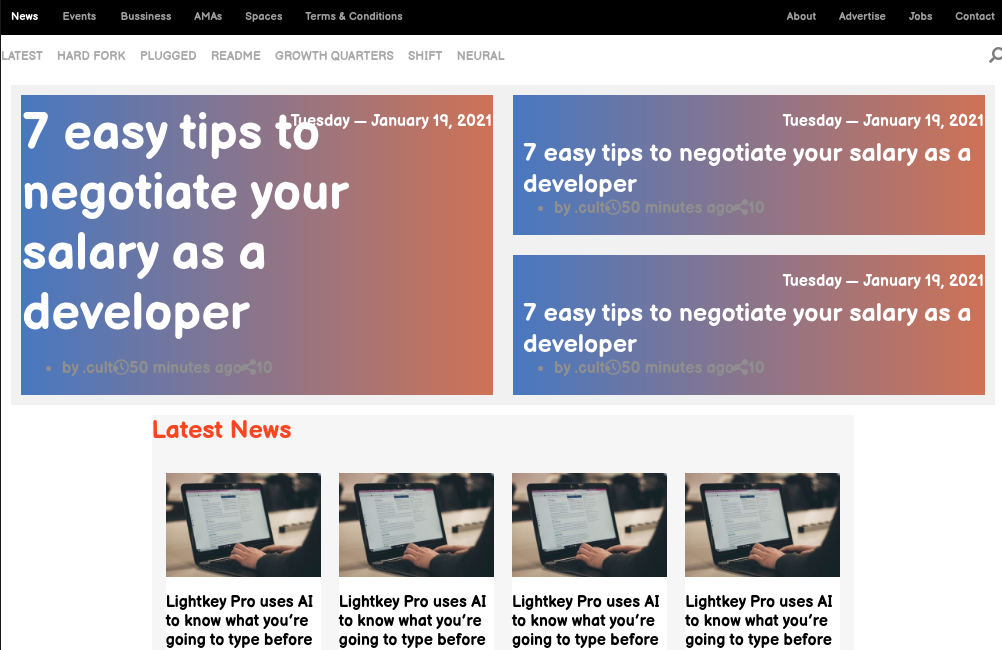 News Events Bussiness AMAs Spaces Terms & Conditions About Advertise Jobs Contact
LATEST HARD FORK PLUGGED README GROWTH QUARTERS SHIFT NEURAL
Tuesday — January 19, 2021
7 easy tips to
negotiate your
salary as a
developer
• by .cult 50 minutes ago 10
Tuesday — January 19, 2021
7 easy tips to negotiate your salary as a
developer
• by .cult 50 minutes ago 10
Tuesday — January 19, 2021
7 easy tips to negotiate your salary as a
developer
• by .cult 50 minutes ago 10
Latest News
Lightkey Pro uses AI
to know what you're
going to type before
Lightkey Pro uses AI
to know what you're
going to type before
Lightkey Pro uses AI
to know what you're
going to type before
Lightkey Pro uses AI
to know what you're
going to type before